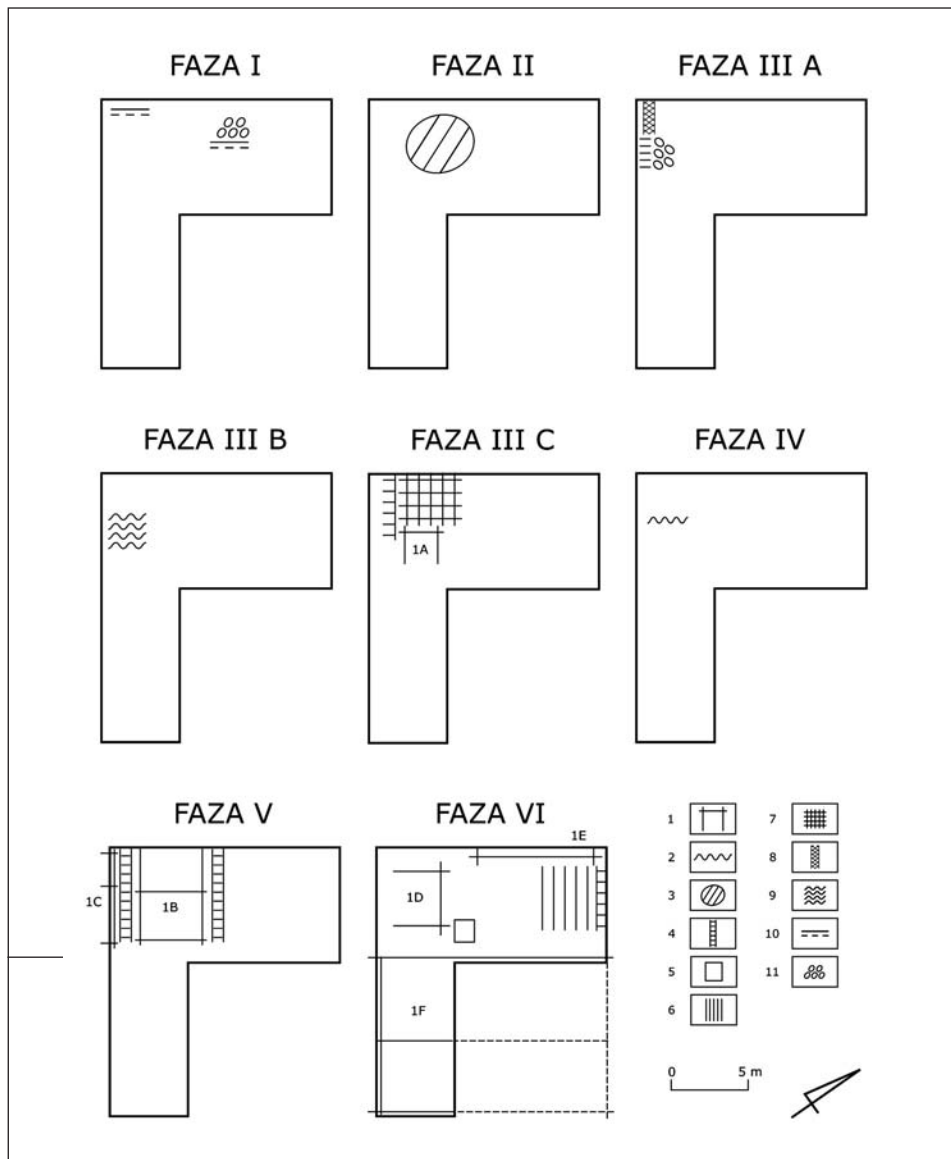 FAZA I
FAZA II
FAZA III A
FAZA III B
FAZA III C
1A
FAZA IV
FAZA V
1C
1B
FAZA VI
1E
1D
1F
1
2
3
4
5
6
7
8
9
10
11
0 5 m